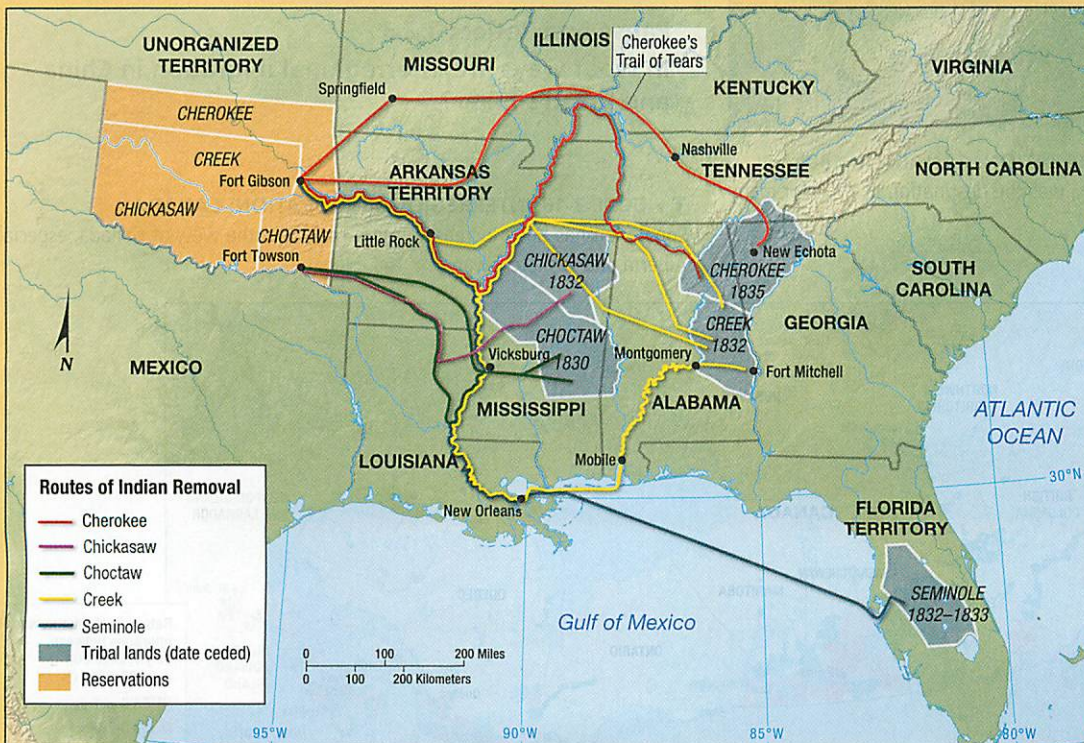 UNORGANIZED
TERRITORY
ILLINOIS
Cherokee's
Trail of Tears
MISSOURI
KENTUCKY
VIRGINIA
Springfield
CHEROKEE
CREEK
Fort Gibson
CHICKASAW
CHOCTAW
Fort Towson
ARKANSAS
TERRITORY
Little Rock
Nashville
TENNESSEE
NORTH CAROLINA
New Echota
CHEROKEE
1835
SOUTH
CAROLINA
CHICKASAW
1832
CREEK
1832
GEORGIA
CHOCTAW
1830
Vicksburg
Montgomery
Fort Mitchell
N
MEXICO
MISSISSIPPI
ALABAMA
ATLANTIC
OCEAN
LOUISIANA
Mobile
New Orleans
30°N
FLORIDA
TERRITORY
SEMINOLE
1832–1833
Gulf of Mexico
Routes of Indian Removal
Cherokee
Chickasaw
Choctaw
Creek
Seminole
Tribal lands (date ceded)
Reservations
0 100 200 Miles
0 100 200 Kilometers
95°W
90°W
85°W
80°W